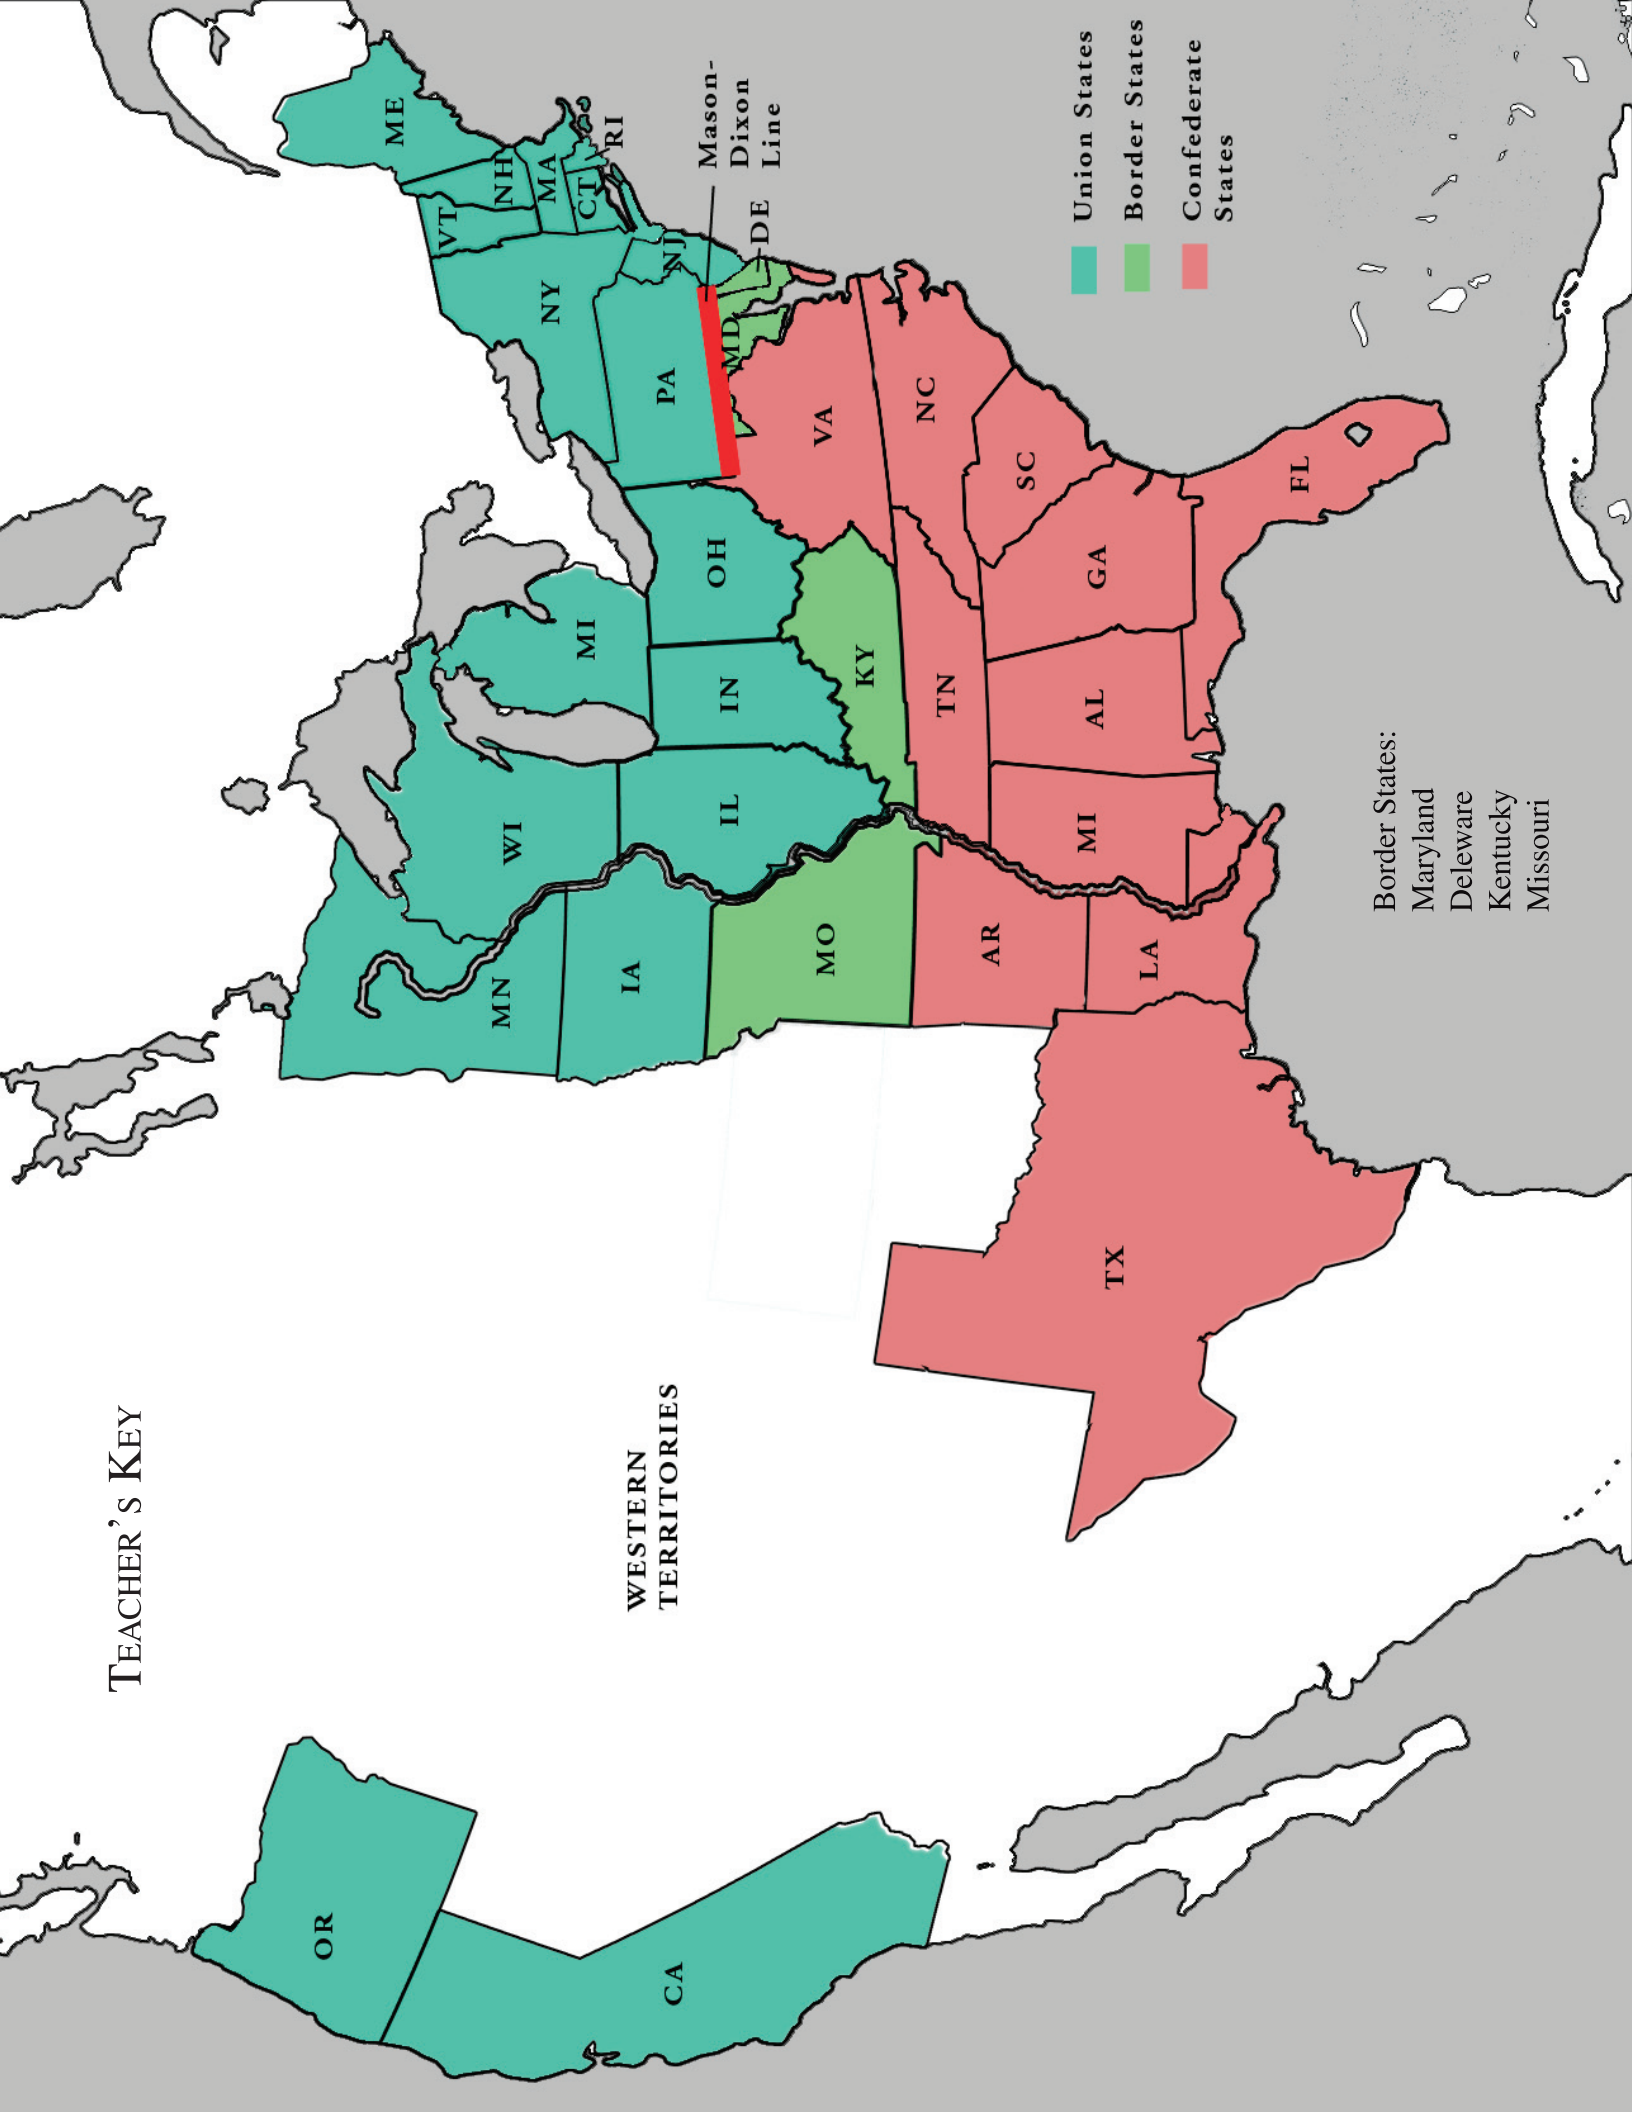 TEACHER'S KEY
WESTERN
TERRITORIES
OR
CA
MN
WI
MI
IA
IL
IN
OH
PA
NY
VT
NH
ME
MA
CT
RI
NJ
Mason-
Dixon
Line
DE
MD
MO
KY
VA
NC
TN
AR
SC
GA
AL
MI
LA
TX
FL
Union States
Border States
Confederate
States
Border States:
Maryland
Deleware
Kentucky
Missouri